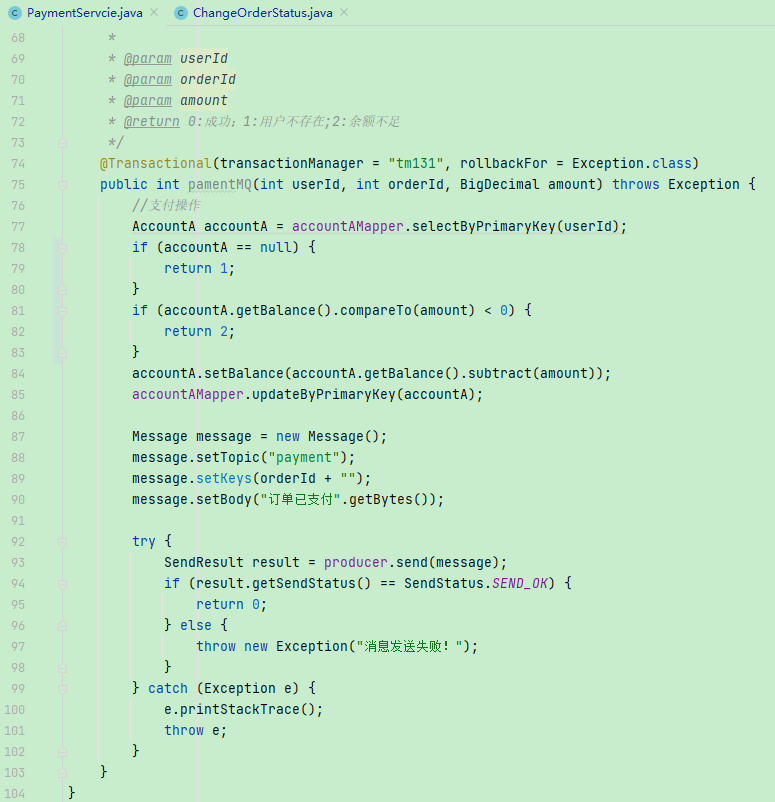 PaymentServcie.java ChangeOrderStatus.java
68 *
69 * @param userId
70 * @param orderId
71 * @param amount
72 * @return 0:成功；1:用户不存在;2:余额不足
73 */
74 @Transactional(transactionManager = "tm131", rollbackFor = Exception.class)
75 public int pamentMQ(int userId, int orderId, BigDecimal amount) throws Exception {
76 //支付操作
77 AccountA accountA = accountAMapper.selectByPrimaryKey(userId);
78 if (accountA == null) {
79 return 1;
80 }
81 if (accountA.getBalance().compareTo(amount) < 0) {
82 return 2;
83 }
84 accountA.setBalance(accountA.getBalance().subtract(amount));
85 accountAMapper.updateByPrimaryKey(accountA);
86
87 Message message = new Message();
88 message.setTopic("payment");
89 message.setKeys(orderId + "");
90 message.setBody("订单已支付".getBytes());
91
92 try {
93 SendResult result = producer.send(message);
94 if (result.getSendStatus() == SendStatus.SEND_OK) {
95 return 0;
96 } else {
97 throw new Exception("消息发送失败！");
98 }
99 } catch (Exception e) {
100 e.printStackTrace();
101 throw e;
102 }
103 }
104 }